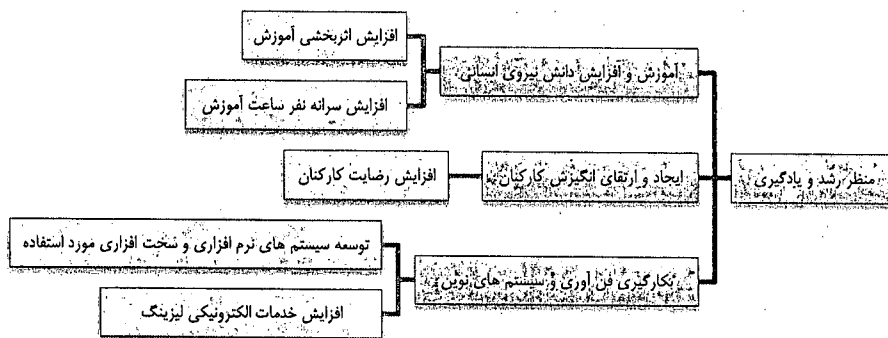 منظر رشد و یادگیری
آموزش و افزایش دانش نیروی انسانی
افزایش اثربخشی آموزش
افزایش سرانه نفر ساعت آموزش
ایجاد و ارتقای انگیزش کارکنان
افزایش رضایت کارکنان
بکارگیری فن آوری و سیستم های نوین
توسعه سیستم های نرم افزاری و سخت افزاری مورد استفاده
افزایش خدمات الکترونیکی لیزینگ